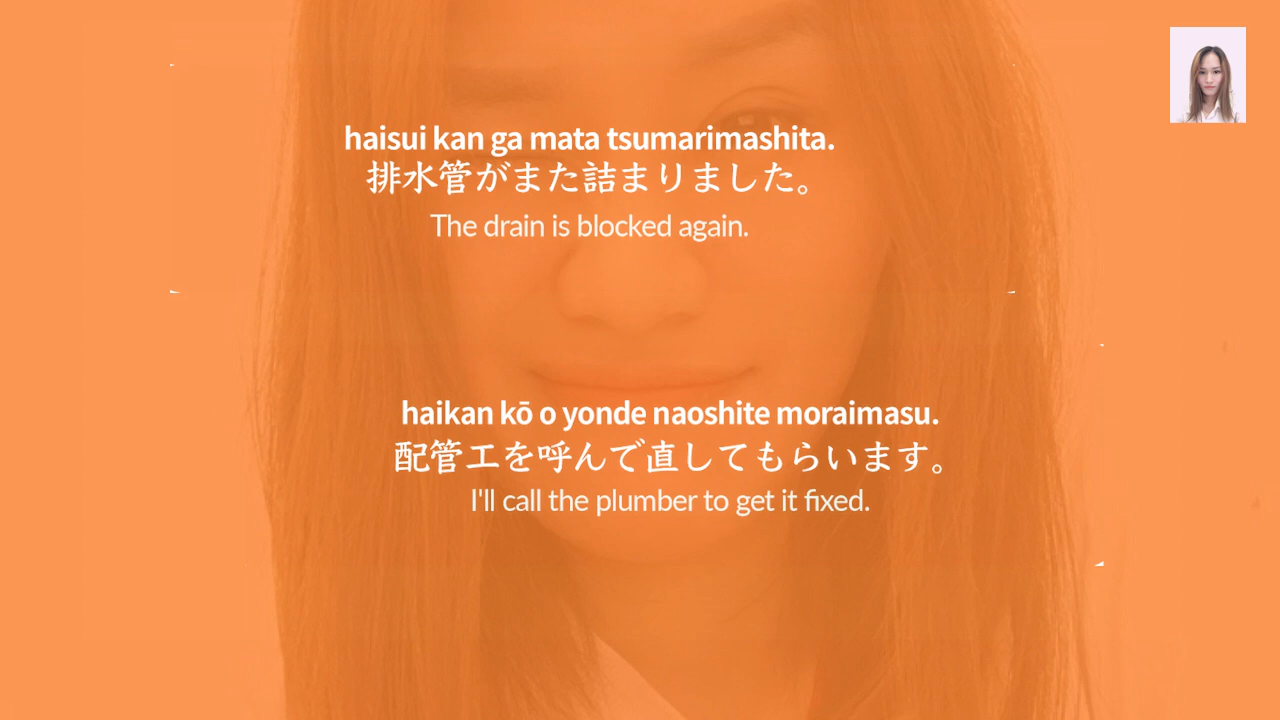 haisui kan ga mata tsumarimashita.
排水管がまた詰まりました。
The drain is blocked again.
haikan kō o yonde naoshite moraimasu.
配管工を呼んで直してもらいます。
I'll call the plumber to get it fixed.